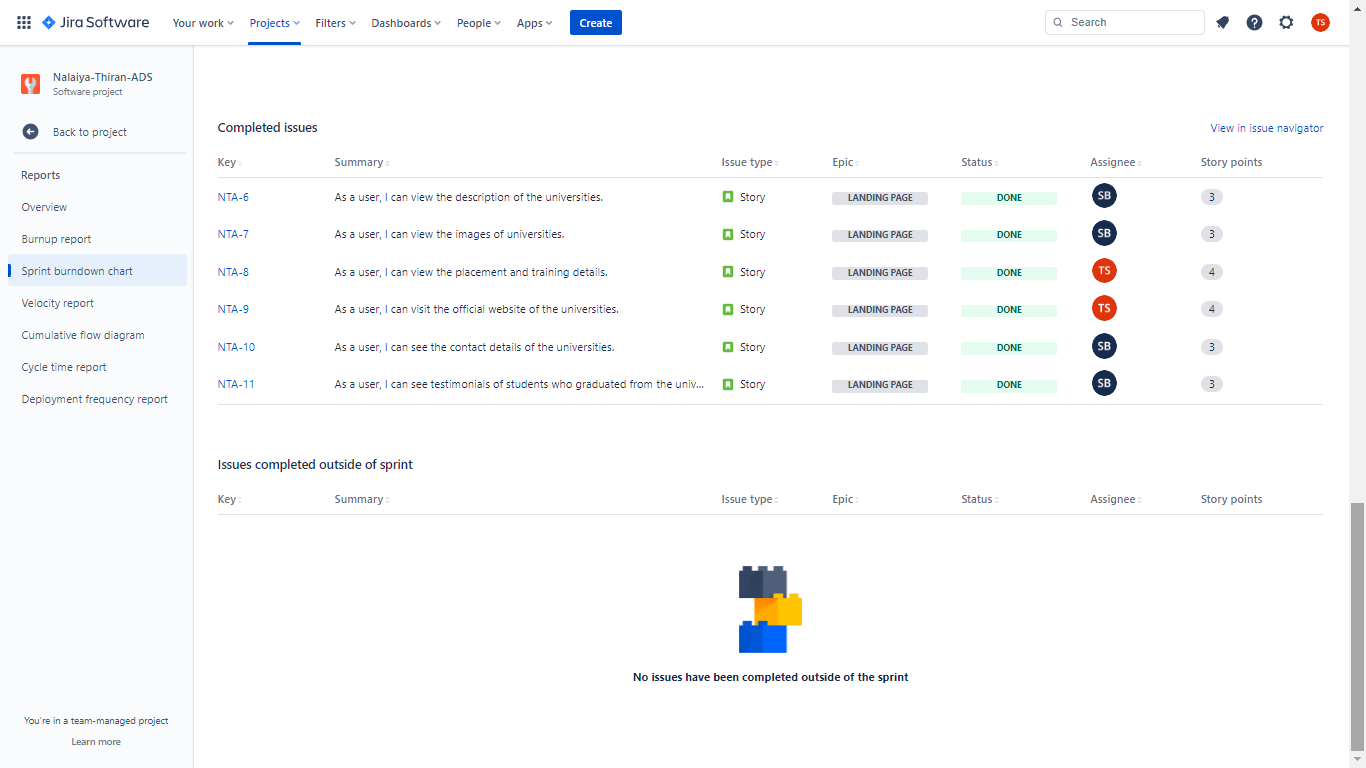 Jira Software Your work Projects Filters Dashboards People Apps Create Search TS
Nalaiya-Thiran-ADS
Software project
Back to project
Reports
Overview
Burnup report
Sprint burndown chart
Velocity report
Cumulative flow diagram
Cycle time report
Deployment frequency report
You're in a team-managed project
Learn more
Completed issues View in issue navigator
Key Summary Issue type Epic Status Assignee Story points
NTA-6 As a user, I can view the description of the universities. Story LANDING PAGE DONE SB 3
NTA-7 As a user, I can view the images of universities. Story LANDING PAGE DONE SB 3
NTA-8 As a user, I can view the placement and training details. Story LANDING PAGE DONE TS 4
NTA-9 As a user, I can visit the official website of the universities. Story LANDING PAGE DONE TS 4
NTA-10 As a user, I can see the contact details of the universities. Story LANDING PAGE DONE SB 3
NTA-11 As a user, I can see testimonials of students who graduated from the univ... Story LANDING PAGE DONE SB 3
Issues completed outside of sprint
Key Summary Issue type Epic Status Assignee Story points
No issues have been completed outside of the sprint